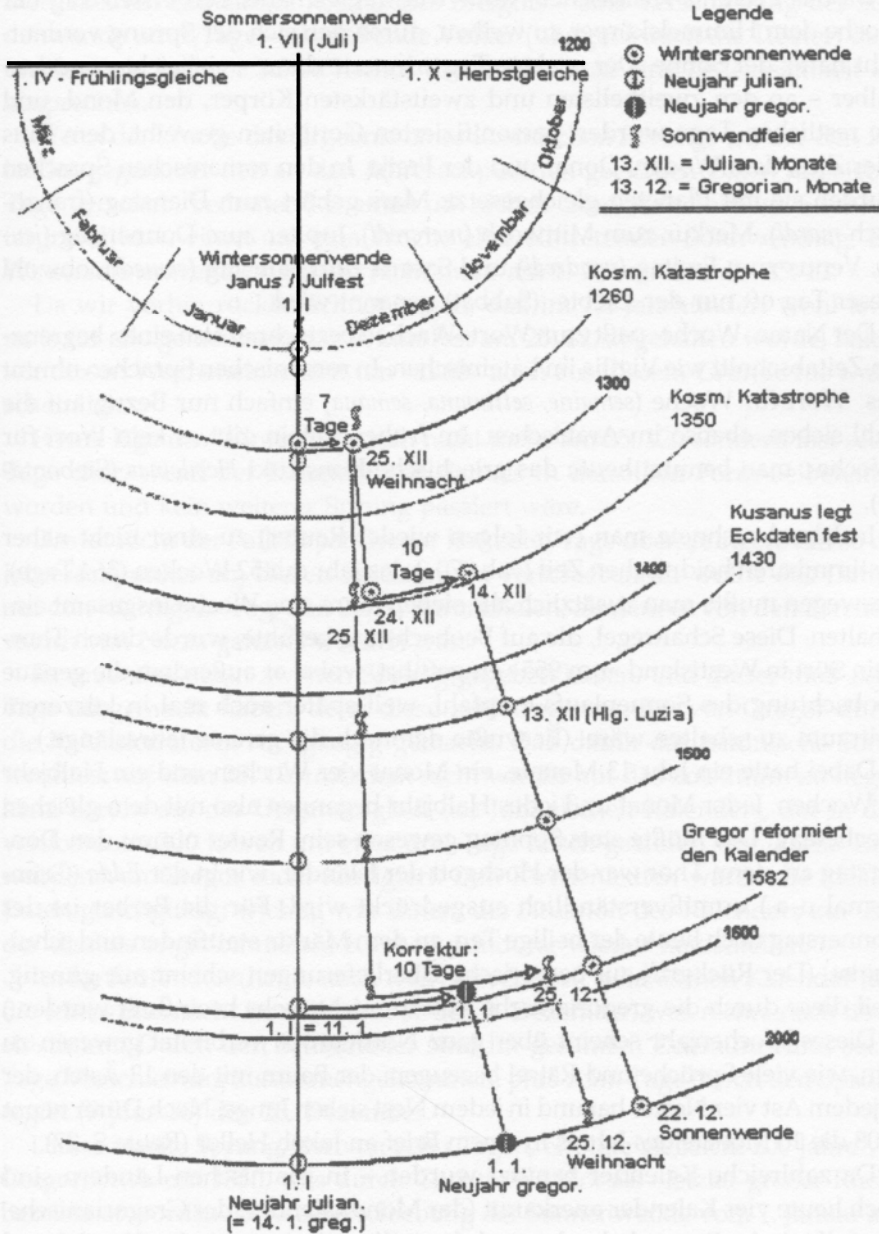 Sommersonnenwende
1. VII (Juli)
1. IV - Frühlingsgleiche
1. X - Herbstgleiche
1200
Legende
Wintersonnenwende
Neujahr julian.
Neujahr gregor.
Sonnwendfeier
13. XII. = Julian. Monate
13. 12. = Gregorian. Monate
März
Februar
Januar
Oktober
November
Dezember
Wintersonnenwende
Janus / Julfest
1. I
Kosm. Katastrophe
1260
1300
Kosm. Katastrophe
1350
7
Tage
25. XII
Weihnacht
Kusanus legt
Eckdaten fest
1430
1400
10
Tage
14. XII
24. XII
25. XII
13. XII (Hlg. Luzia)
1500
Gregor reformiert
den Kalender
1582
1600
Korrektur:
10 Tage
25. 12.
1. 1.
1. I. = 11. 1.
2000
22. 12.
Sonnenwende
25. 12.
Weihnacht
1. 1.
Neujahr gregor.
1. I
Neujahr julian.
(= 14. 1. greg.)